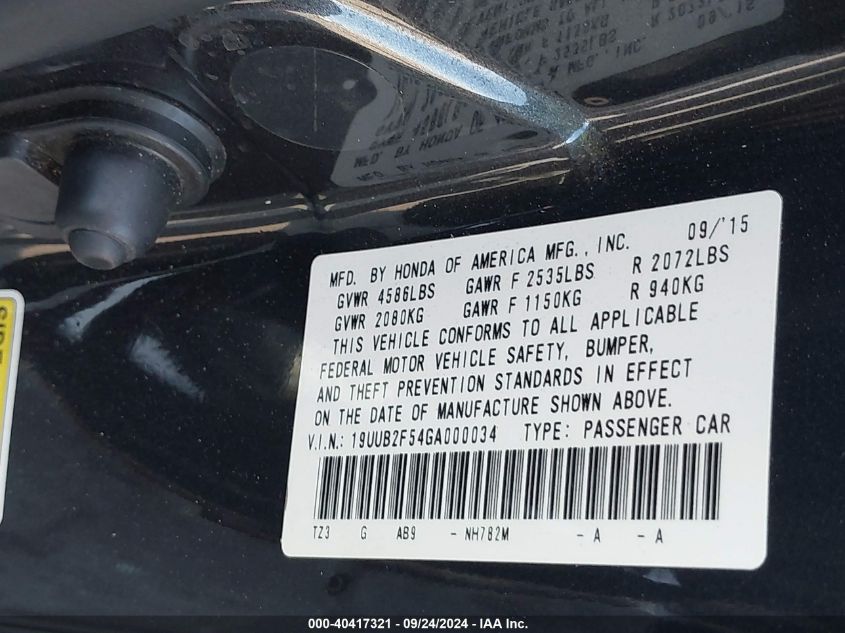 09/'15
MFD. BY HONDA OF AMERICA MFG., INC.
GVWR 4586LBS GAWR F 2535LBS R 2072LBS
GVWR 2080KG GAWR F 1150KG R 940KG
THIS VEHICLE CONFORMS TO ALL APPLICABLE
FEDERAL MOTOR VEHICLE SAFETY, BUMPER,
AND THEFT PREVENTION STANDARDS IN EFFECT
ON THE DATE OF MANUFACTURE SHOWN ABOVE.
V.I.N.: 19UUB2F54GA000034 TYPE: PASSENGER CAR
TZ3 G AB9 - NH782M - A - A
SIDE
000-40417321 - 09/24/2024 - IAA Inc.